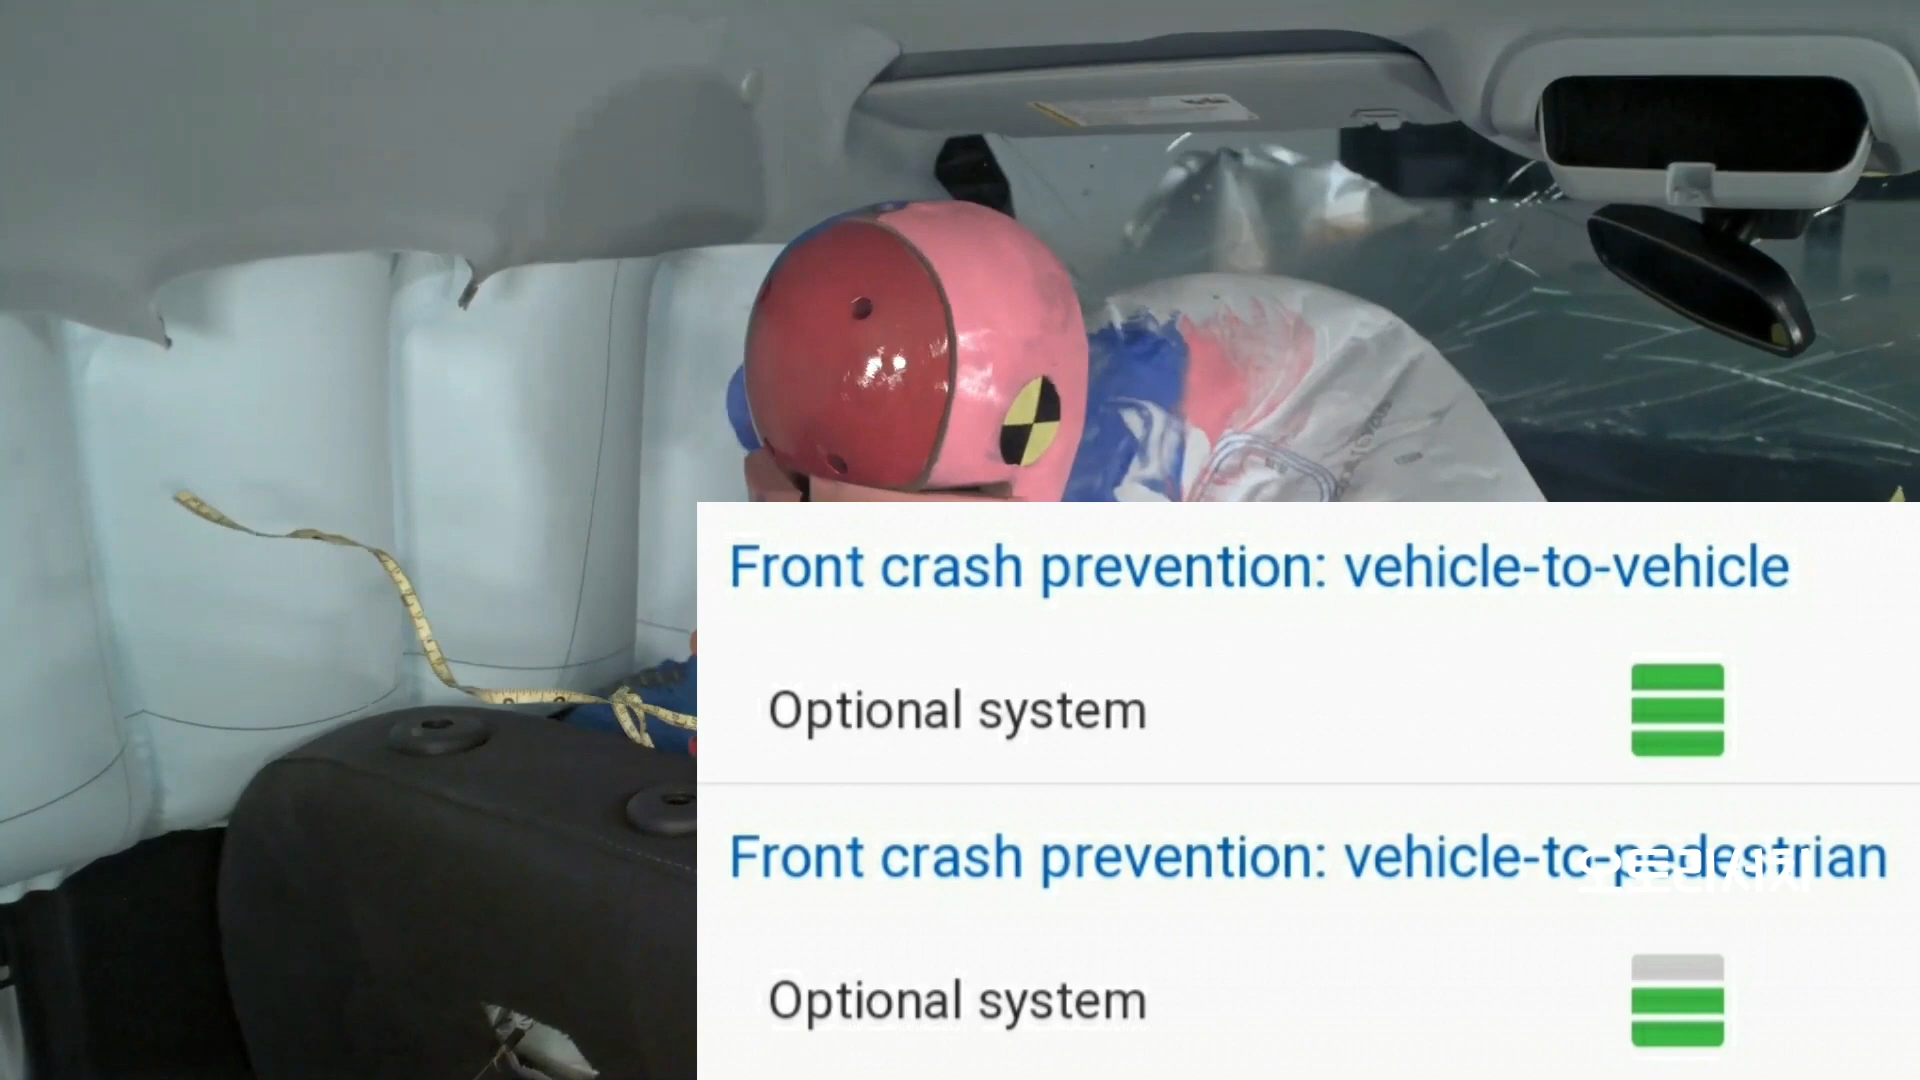 Front crash prevention: vehicle-to-vehicle
Optional system
Front crash prevention: vehicle-to-pedestrian
Optional system